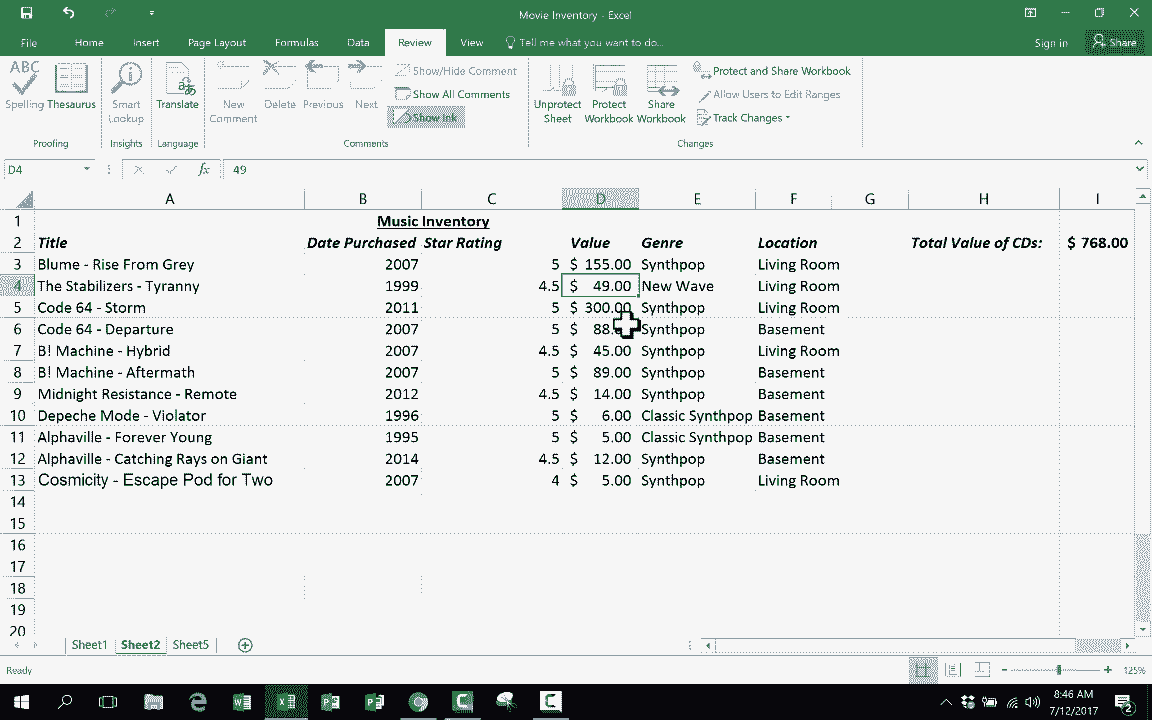 Movie Inventory - Excel
File Home Insert Page Layout Formulas Data Review View Tell me what you want to do... Sign in Share
ABC
Spelling Thesaurus Smart Lookup Translate New Comment Delete Previous Next
Show/Hide Comment
Show All Comments
Show Ink
Unprotect Sheet Protect Workbook Share Workbook
Protect and Share Workbook
Allow Users to Edit Ranges
Track Changes
Proofing Insights Language Comments Changes
D4 fx 49
A B C D E F G H I
1 Music Inventory
2 Title Date Purchased Star Rating Value Genre Location Total Value of CDs: $ 768.00
3 Blume - Rise From Grey 2007 5 $ 155.00 Synthpop Living Room
4 The Stabilizers - Tyranny 1999 4.5 $ 49.00 New Wave Living Room
5 Code 64 - Storm 2011 5 $ 300.00 Synthpop Living Room
6 Code 64 - Departure 2007 5 $ 88. Synthpop Basement
7 B! Machine - Hybrid 2007 4.5 $ 45.00 Synthpop Living Room
8 B! Machine - Aftermath 2007 5 $ 89.00 Synthpop Basement
9 Midnight Resistance - Remote 2012 4.5 $ 14.00 Synthpop Basement
10 Depeche Mode - Violator 1996 5 $ 6.00 Classic Synthpop Basement
11 Alphaville - Forever Young 1995 5 $ 5.00 Classic Synthpop Basement
12 Alphaville - Catching Rays on Giant 2014 4.5 $ 12.00 Synthpop Basement
13 Cosmicity - Escape Pod for Two 2007 4 $ 5.00 Synthpop Living Room
14
15
16
17
18
19
20
Sheet1 Sheet2 Sheet5
Ready 125%
8:46 AM
7/12/2017
2